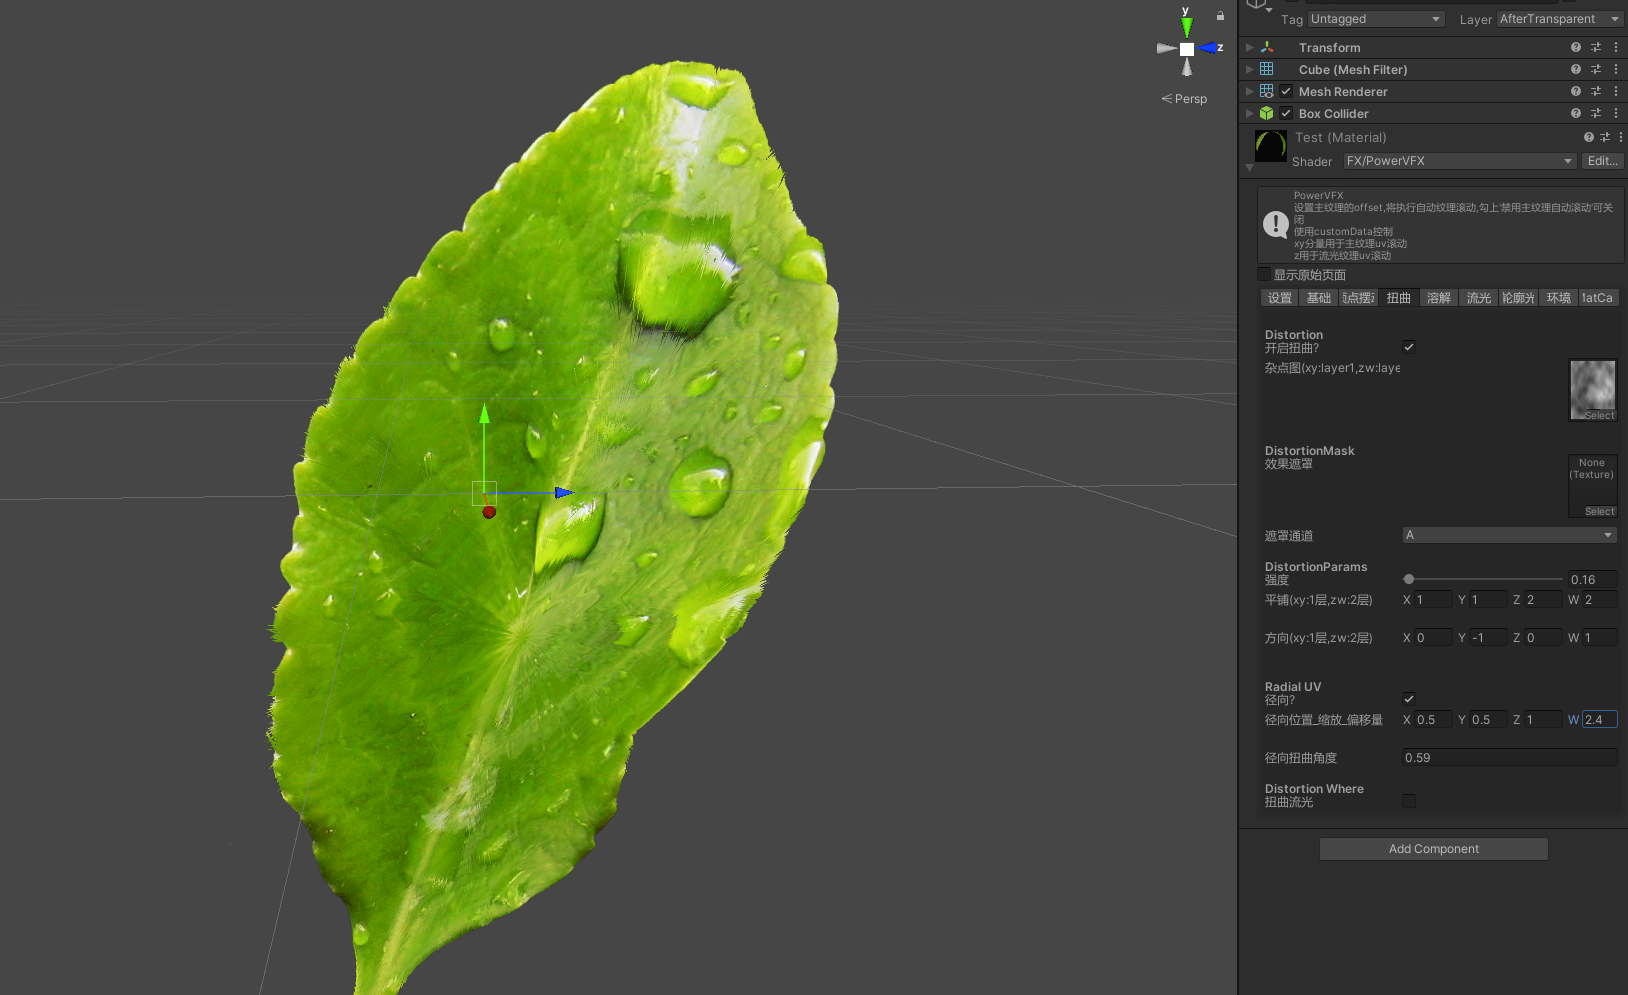 y
z
Persp
Tag Untagged Layer AfterTransparent
Transform
Cube (Mesh Filter)
Mesh Renderer
Box Collider
Test (Material)
Shader FX/PowerVFX Edit...
PowerVFX
设置主纹理的offset,将执行自动纹理滚动,勾上'禁用主纹理自动滚动'可关
闭
使用customData控制
xy分量用于主纹理uv滚动
z用于流光纹理uv滚动
显示原始页面
设置 基础 扭曲 溶解 流光 轮廓光 环境 MatCa
Distortion
开启扭曲?
杂点图(xy:layer1,zw:laye
Select
DistortionMask
效果遮罩
None
(Texture)
Select
遮罩通道 A
DistortionParams
强度 0.16
平铺(xy:1层,zw:2层) X 1 Y 1 Z 2 W 2
方向(xy:1层,zw:2层) X 0 Y -1 Z 0 W 1
Radial UV
径向?
径向位置_缩放_偏移量 X 0.5 Y 0.5 Z 1 W 2.4
径向扭曲角度 0.59
Distortion Where
扭曲流光
Add Component